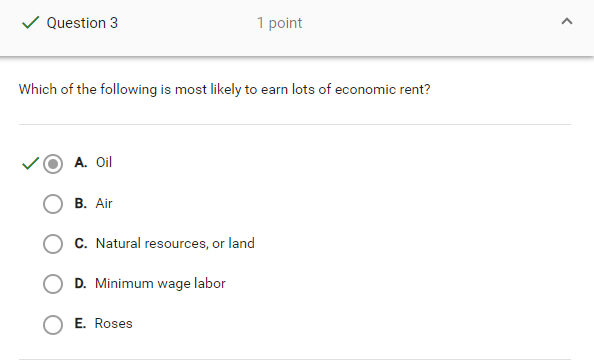 Question 3 1 point
Which of the following is most likely to earn lots of economic rent?
A. Oil
B. Air
C. Natural resources, or land
D. Minimum wage labor
E. Roses